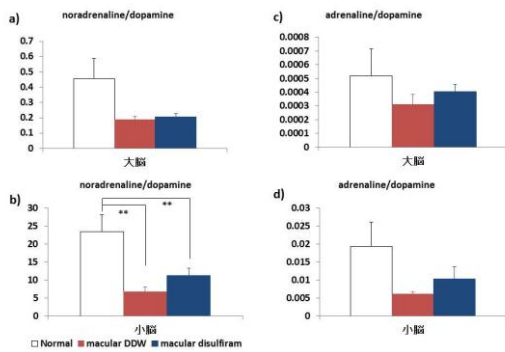 a)
noradrenaline/dopamine
0.7
0.6
0.5
0.4
0.3
0.2
0.1
0
大脳
c)
adrenaline/dopamine
0.0008
0.0007
0.0006
0.0005
0.0004
0.0003
0.0002
0.0001
0
大脳
b)
noradrenaline/dopamine
30
25
20
15
10
5
0
**
**
小脳
d)
adrenaline/dopamine
0.03
0.025
0.02
0.015
0.01
0.005
0
小脳
Normal macular DDW macular disulfiram